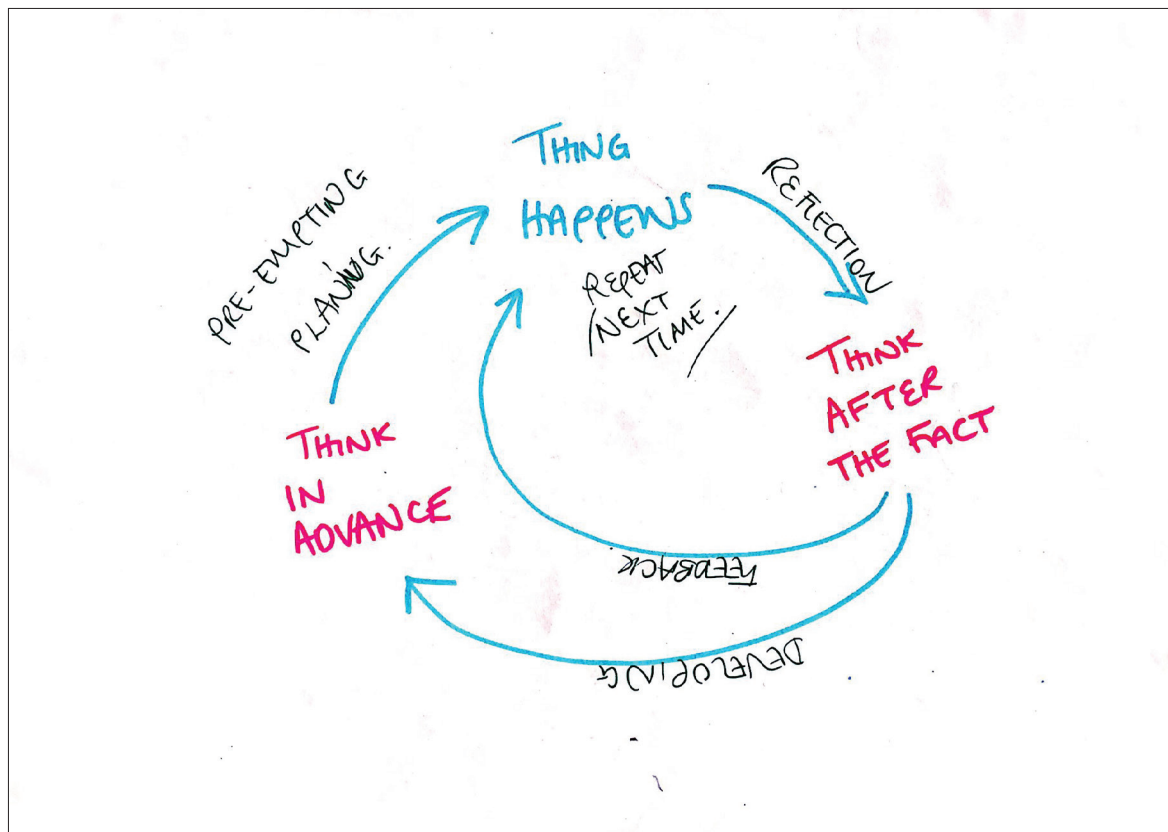 THING
HAPPENS
REFLECTION
PRE-EMPTING
PLANNING.
REPEAT
/NEXT
TIME./
THINK
AFTER
THE FACT
THINK
IN
ADVANCE
FEEDBACK
DEVELOPING